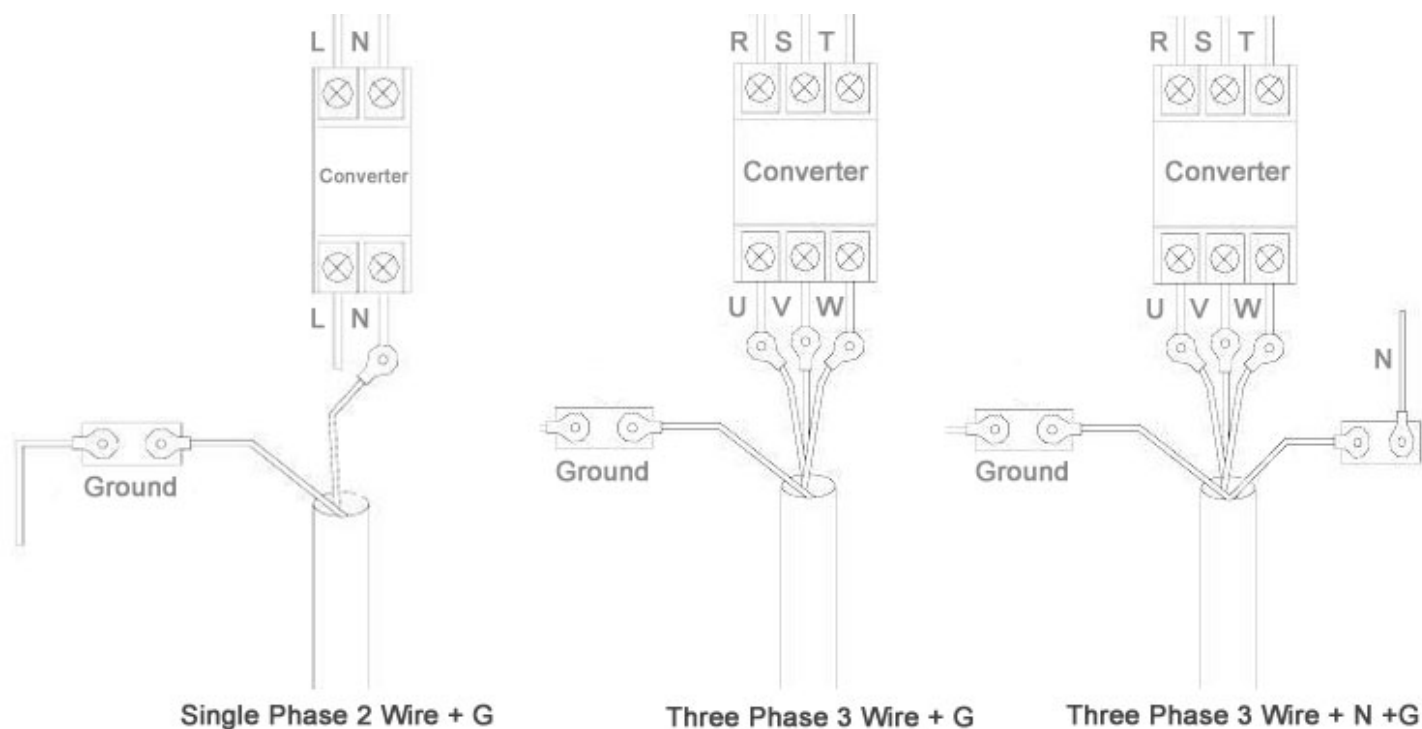 L N
R S T
R S T
Converter
Converter
Converter
L N
U V W
U V W
N
Ground
Ground
Ground
Single Phase 2 Wire + G
Three Phase 3 Wire + G
Three Phase 3 Wire + N +G